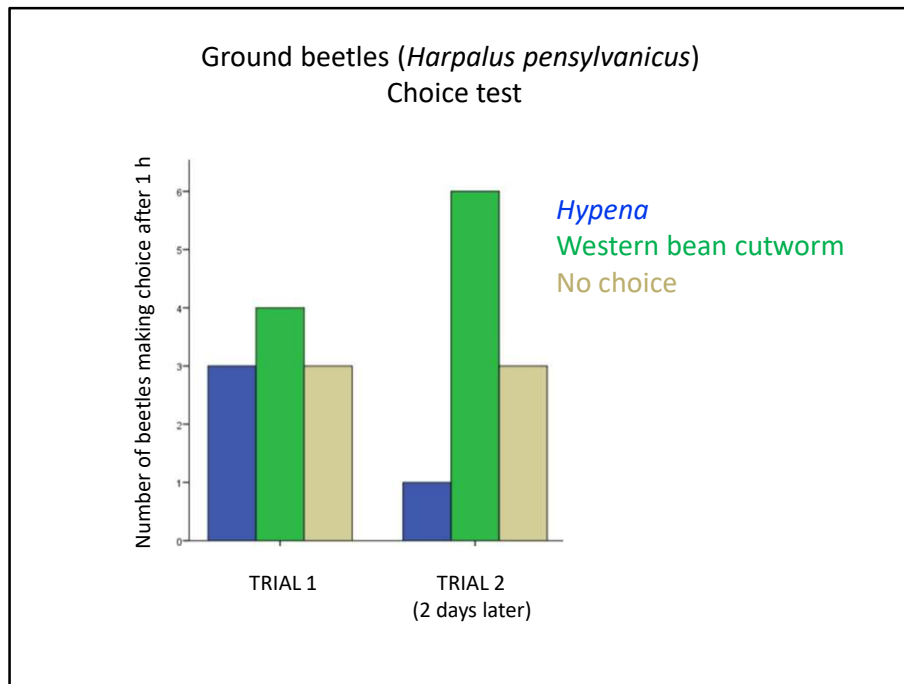 Ground beetles (Harpalus pensylvanicus)
Choice test
Number of beetles making choice after 1 h
6
5
4
3
2
1
0
Hypena
Western bean cutworm
No choice
TRIAL 1
TRIAL 2
(2 days later)